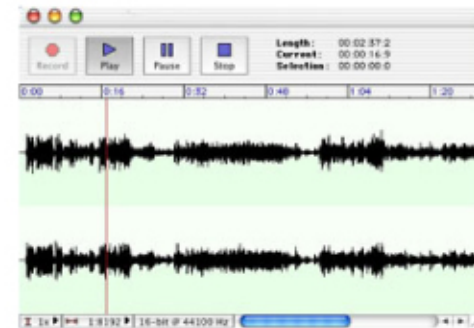 Record Play Pause Stop
Length: 00:02:37:2
Current: 00:00:16:9
Selection: 00:00:00:0
0:00 0:16 0:32 0:48 1:04 1:20
1x 1:8192 16-bit @ 44100 Hz